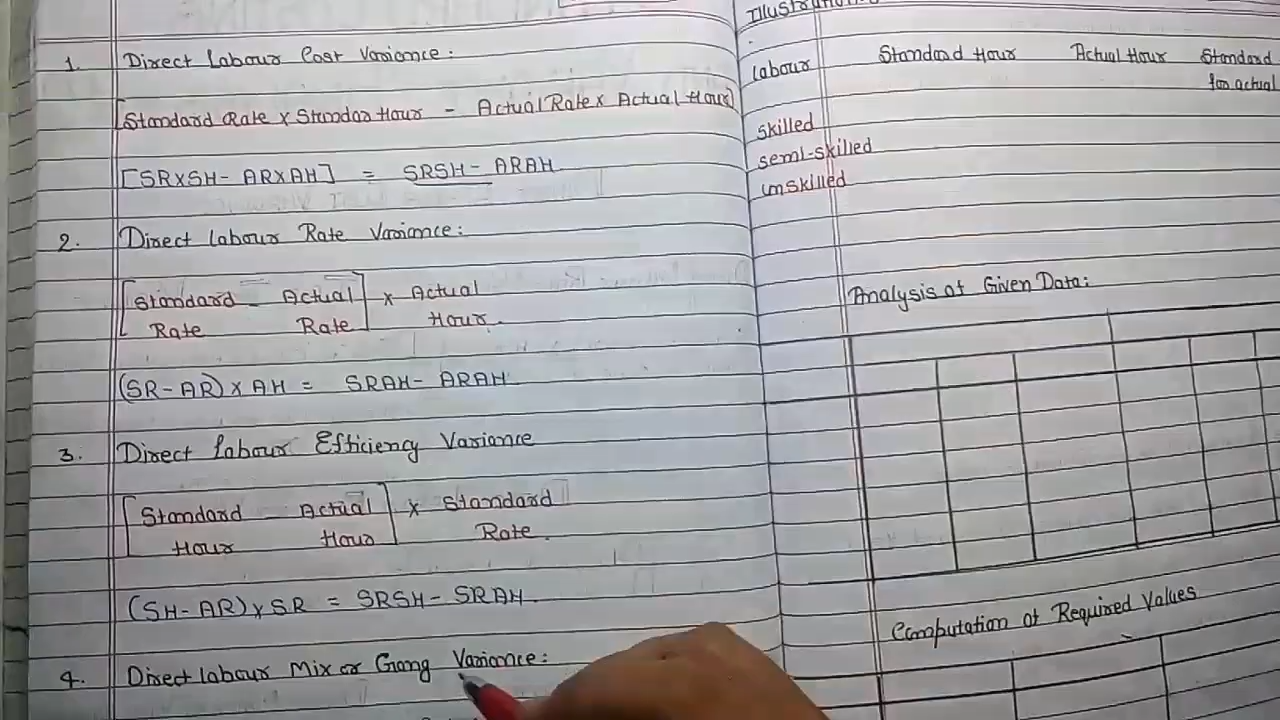 1. Direct Labour Cost Variance:
[Standard Rate x Standar Hour - Actual Rate x Actual Hour]
[SRXSH - ARXAH] = SRSH - ARAH
2. Direct Labour Rate Variance:
[Standard - Actual] x Actual
Rate Rate Hour.
(SR - AR) x AH = SRAH - ARAH
3. Direct Labour Efficiency Variance
[Standard Actual] x Standard
Hour Hour Rate.
(SH - AR) x SR = SRSH - SRAH
4. Direct labour Mix or Gang Variance:
Labour Standard Hour Actual Hour Standard
for actual
skilled
semi-skilled
unskilled
Analysis of Given Data:
Computation of Required Values